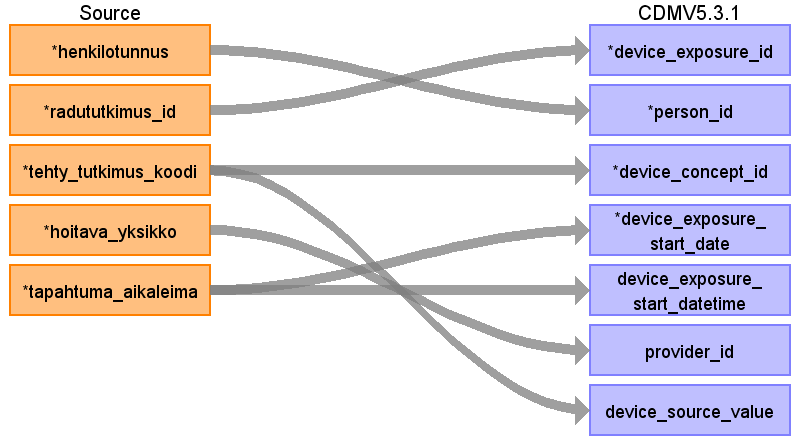 Source
CDMV5.3.1
*henkilotunnus
*device_exposure_id
*radututkimus_id
*person_id
*tehty_tutkimus_koodi
*device_concept_id
*hoitava_yksikko
*device_exposure_
start_date
*tapahtuma_aikaleima
device_exposure_
start_datetime
provider_id
device_source_value